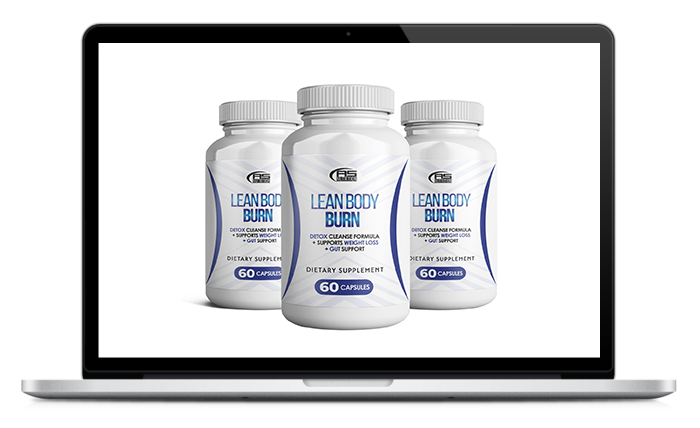 LEAN BODY
BURN
DETOX CLEANSE FORMULA
+ SUPPORTS WEIGHT LOSS
+ GUT SUPPORT
DIETARY SUPPLEMENT
60 CAPSULES
LEAN BODY
BURN
DETOX CLEANSE FORMULA
+ SUPPORTS WEIGHT LOSS
+ GUT SUPPORT
DIETARY SUPPLEMENT
60 CAPSULES
LEAN BODY
BURN
DETOX CLEANSE FORMULA
+ SUPPORTS WEIGHT LOSS
+ GUT SUPPORT
DIETARY SUPPLEMENT
60 CAPSULES